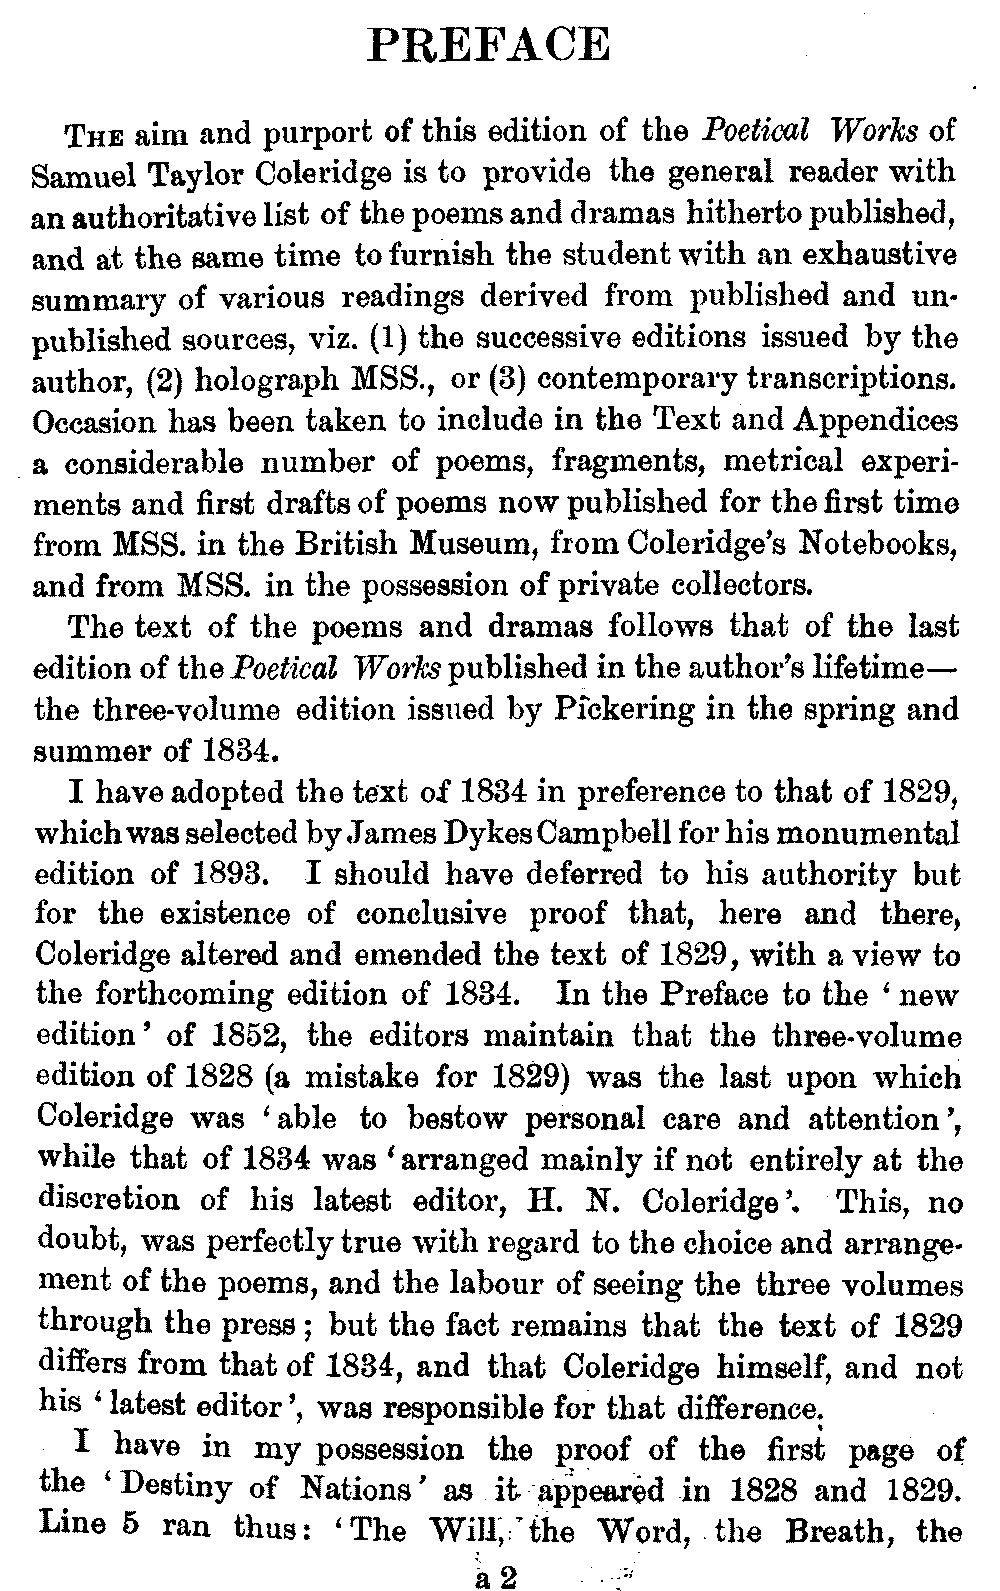 PREFACE
THE aim and purport of this edition of the Poetical Works of
Samuel Taylor Coleridge is to provide the general reader with
an authoritative list of the poems and dramas hitherto published,
and at the same time to furnish the student with an exhaustive
summary of various readings derived from published and un-
published sources, viz. (1) the successive editions issued by the
author, (2) holograph MSS., or (3) contemporary transcriptions.
Occasion has been taken to include in the Text and Appendices
a considerable number of poems, fragments, metrical experi-
ments and first drafts of poems now published for the first time
from MSS. in the British Museum, from Coleridge's Notebooks,
and from MSS. in the possession of private collectors.
The text of the poems and dramas follows that of the last
edition of the Poetical Works published in the author's lifetime—
the three-volume edition issued by Pickering in the spring and
summer of 1834.
I have adopted the text of 1834 in preference to that of 1829,
which was selected by James Dykes Campbell for his monumental
edition of 1893. I should have deferred to his authority but
for the existence of conclusive proof that, here and there,
Coleridge altered and emended the text of 1829, with a view to
the forthcoming edition of 1834. In the Preface to the ‘new
edition’ of 1852, the editors maintain that the three-volume
edition of 1828 (a mistake for 1829) was the last upon which
Coleridge was ‘able to bestow personal care and attention’,
while that of 1834 was ‘arranged mainly if not entirely at the
discretion of his latest editor, H. N. Coleridge’. This, no
doubt, was perfectly true with regard to the choice and arrange-
ment of the poems, and the labour of seeing the three volumes
through the press; but the fact remains that the text of 1829
differs from that of 1834, and that Coleridge himself, and not
his ‘latest editor’, was responsible for that difference.
I have in my possession the proof of the first page of
the ‘Destiny of Nations’ as it appeared in 1828 and 1829.
Line 5 ran thus: ‘The Will, the Word, the Breath, the
a 2